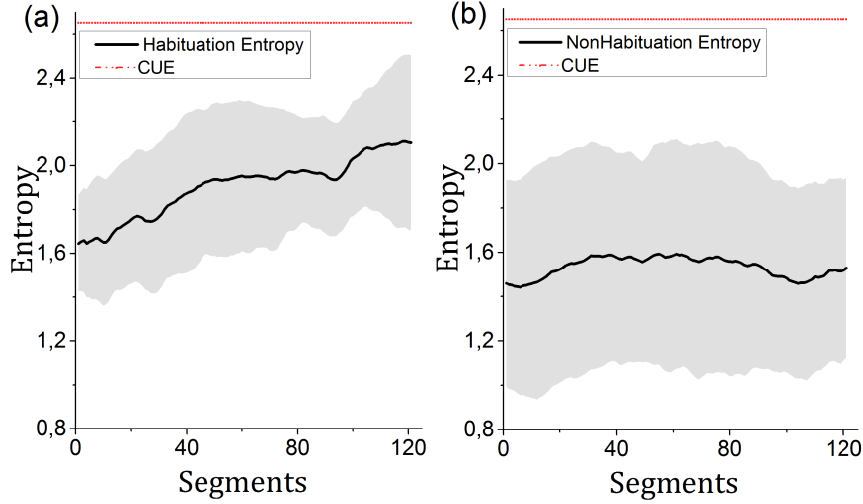 (a)
Habituation Entropy
CUE
2,4
2,0
1,6
1,2
0,8
Entropy
0
40
80
120
Segments
(b)
NonHabituation Entropy
CUE
2,4
2,0
1,6
1,2
0,8
Entropy
0
40
80
120
Segments